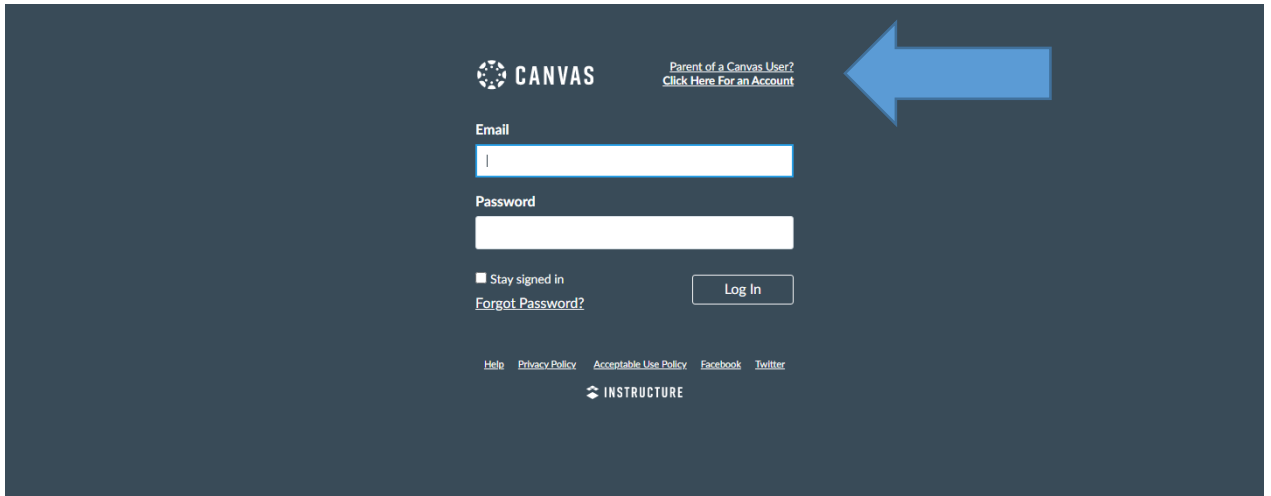 CANVAS
Parent of a Canvas User?
Click Here For an Account
Email
Password
Stay signed in
Log In
Forgot Password?
Help Privacy Policy Acceptable Use Policy Facebook Twitter
INSTRUCTURE